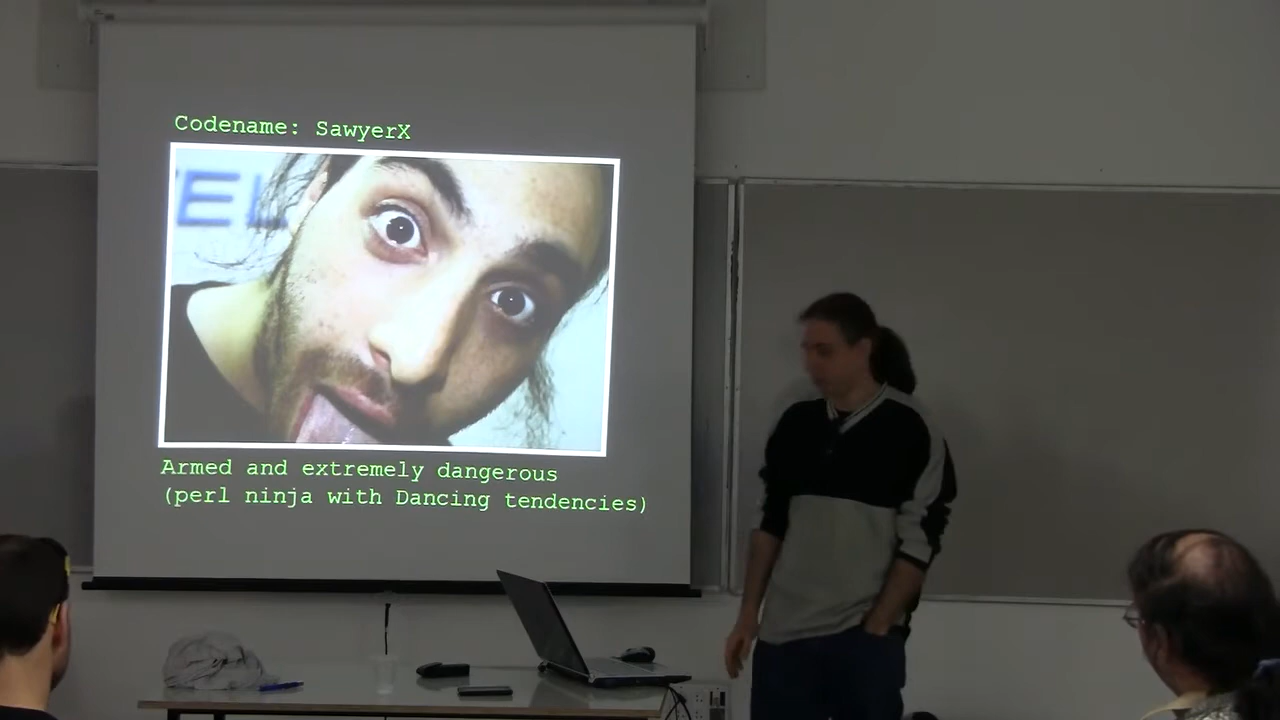 Codename: SawyerX
Armed and extremely dangerous
(perl ninja with Dancing tendencies)